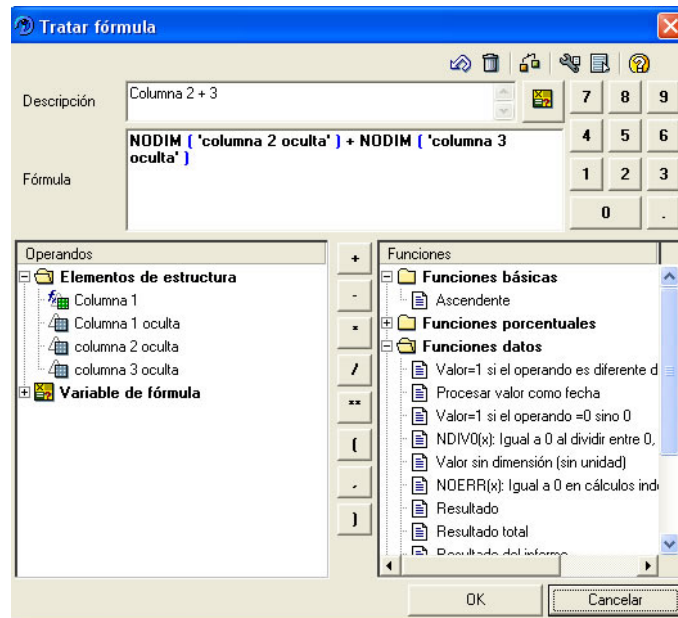 Tratar fórmula
Descripción
Columna 2 + 3
7 8 9
Fórmula
NODIM ( 'columna 2 oculta' ) + NODIM ( 'columna 3
oculta' )
4 5 6
1 2 3
0 .
Operandos
Elementos de estructura
Columna 1
Columna 1 oculta
columna 2 oculta
columna 3 oculta
Variable de fórmula
+
-
*
/
**
(
,
)
Funciones
Funciones básicas
Ascendente
Funciones porcentuales
Funciones datos
Valor=1 si el operando es diferente d
Procesar valor como fecha
Valor=1 si el operando =0 sino 0
NDIV0(x): Igual a 0 al dividir entre 0,
Valor sin dimensión (sin unidad)
NOERR(x): Igual a 0 en cálculos inde
Resultado
Resultado total
Resultado del informe
OK
Cancelar